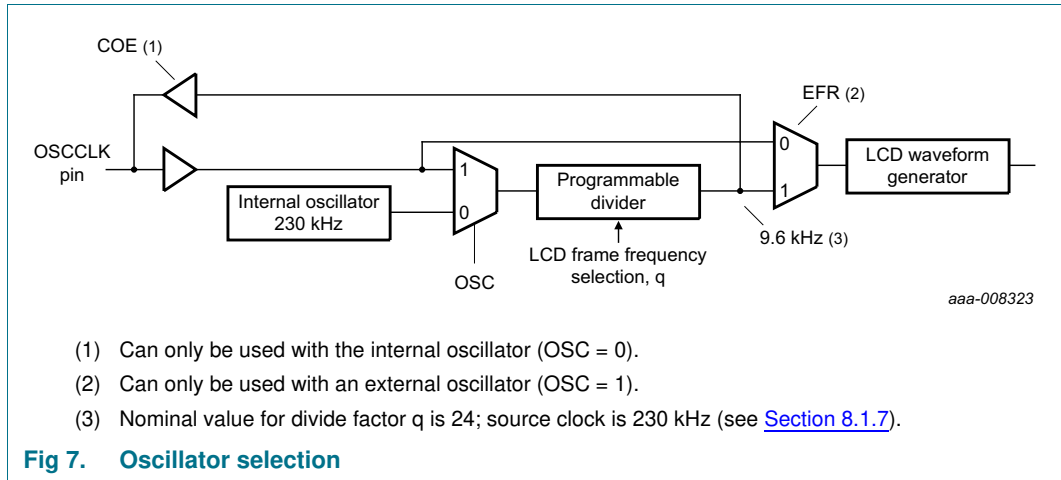 COE (1)
EFR (2)
OSCCLK
pin
0
1
LCD waveform
generator
1
0
Internal oscillator
230 kHz
Programmable
divider
9.6 kHz (3)
LCD frame frequency
selection, q
OSC
aaa-008323
(1) Can only be used with the internal oscillator (OSC = 0).
(2) Can only be used with an external oscillator (OSC = 1).
(3) Nominal value for divide factor q is 24; source clock is 230 kHz (see Section 8.1.7).
Fig 7. Oscillator selection